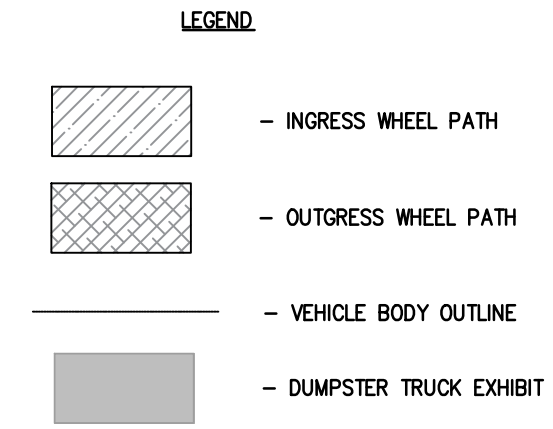 LEGEND
– INGRESS WHEEL PATH
– OUTGRESS WHEEL PATH
– VEHICLE BODY OUTLINE
– DUMPSTER TRUCK EXHIBIT